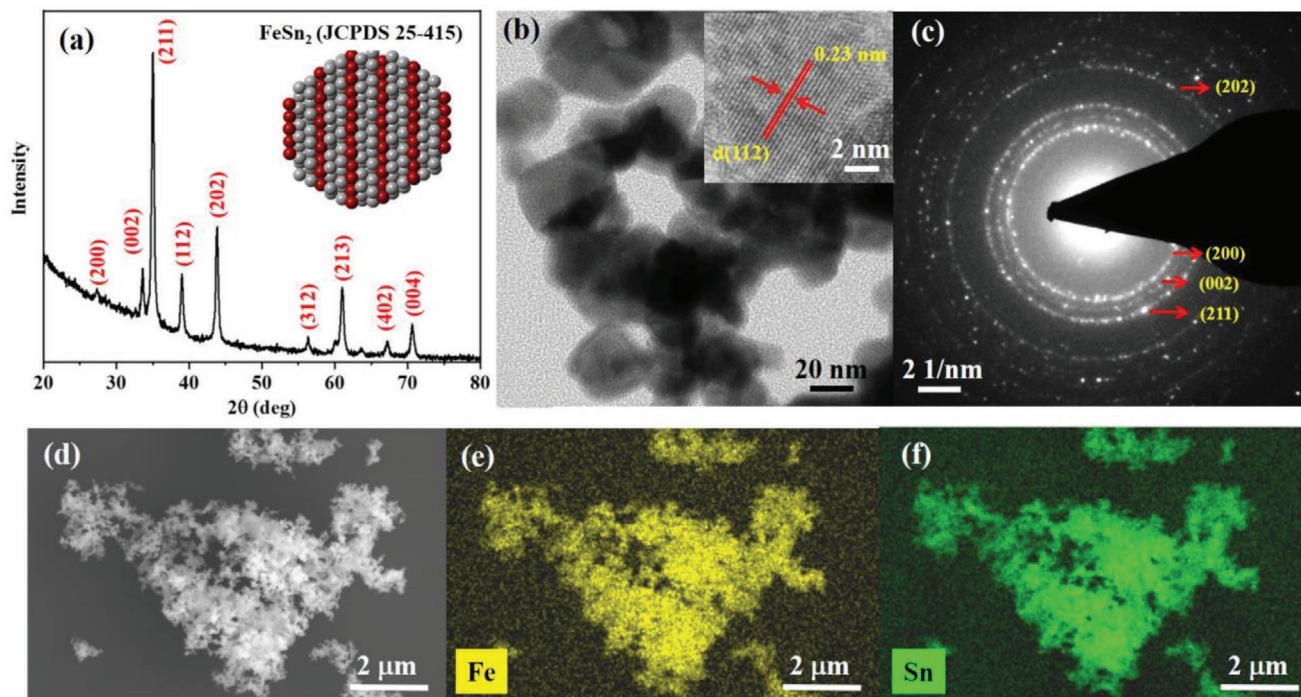 (a)
FeSn₂ (JCPDS 25-415)
(211)
(200)
(002)
(112)
(202)
(312)
(213)
(402)
(004)
Intensity
20 30 40 50 60 70 80
2θ (deg)
(b)
0.23 nm
d(112)
2 nm
20 nm
(c)
(202)
(200)
(002)
(211)
2 1/nm
(d)
2 μm
(e)
Fe
2 μm
(f)
Sn
2 μm